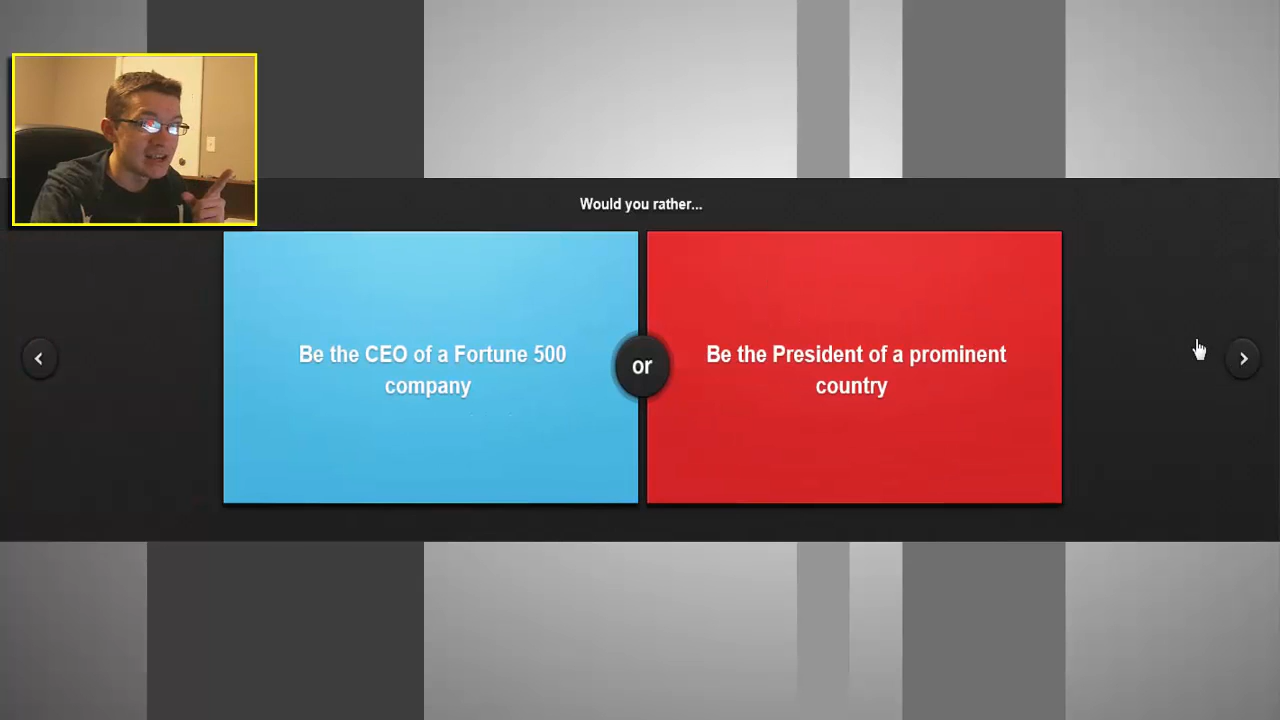 Would you rather...
Be the CEO of a Fortune 500
company
or
Be the President of a prominent
country